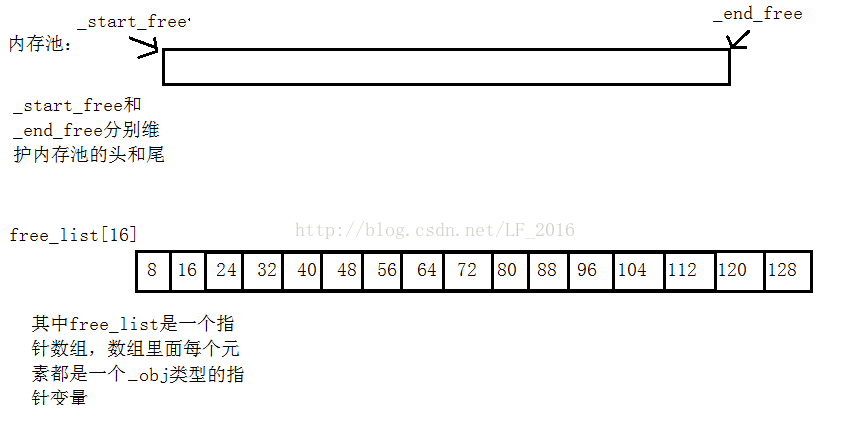 _start_free
_end_free
内存池:
_start_free和
_end_free分别维
护内存池的头和尾
http://blog.csdn.net/LF_2016
free_list[16]
8 16 24 32 40 48 56 64 72 80 88 96 104 112 120 128
其中free_list是一个指
针数组，数组里面每个元
素都是一个_obj类型的指
针变量